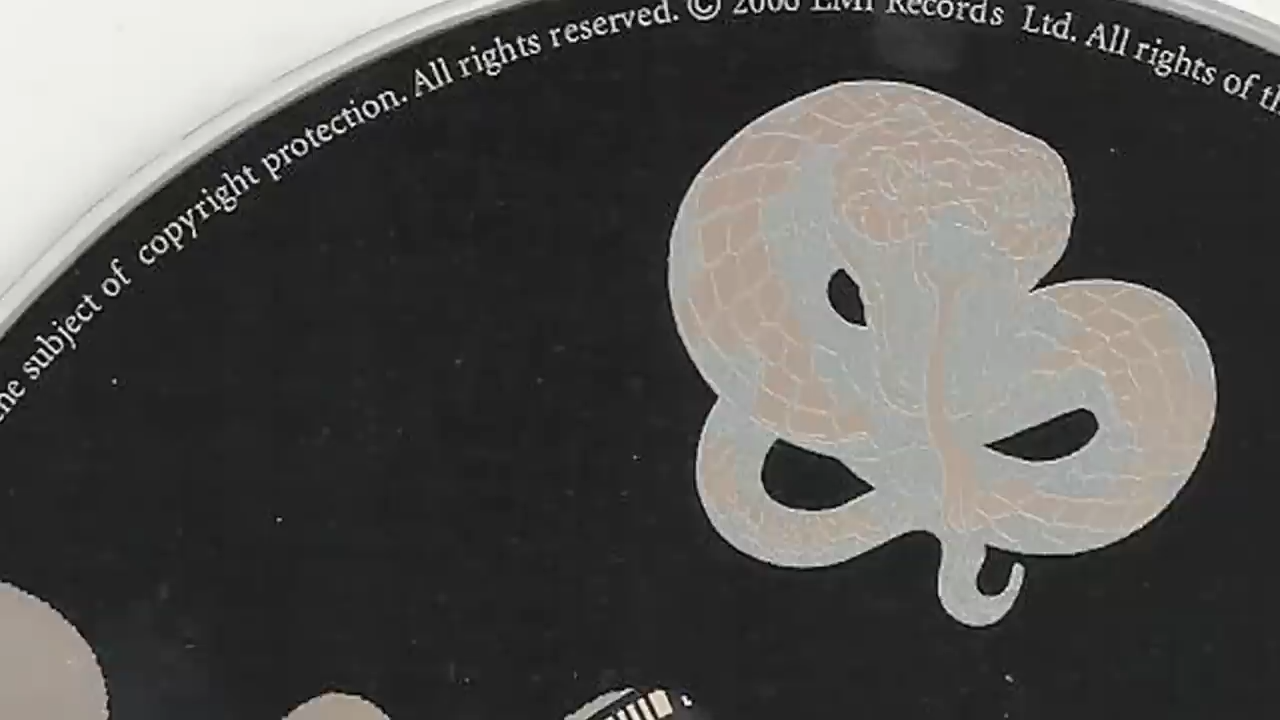 he subject of copyright protection. All rights reserved. © 2006 EMI Records Ltd. All rights of th